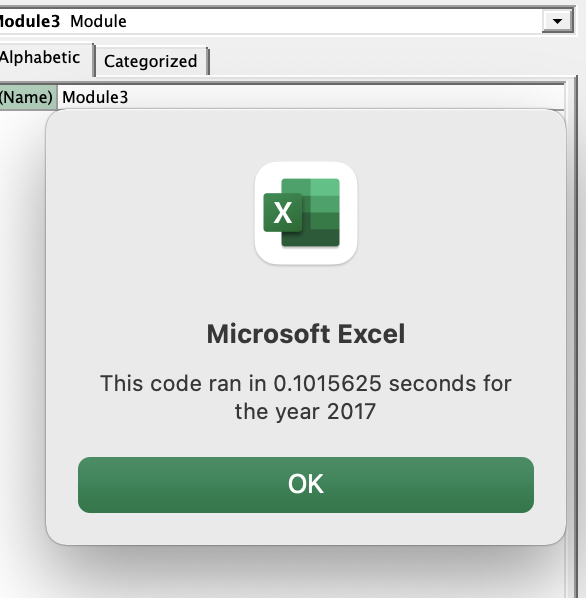 Module3 Module
Alphabetic Categorized
(Name) Module3
X
Microsoft Excel
This code ran in 0.1015625 seconds for
the year 2017
OK